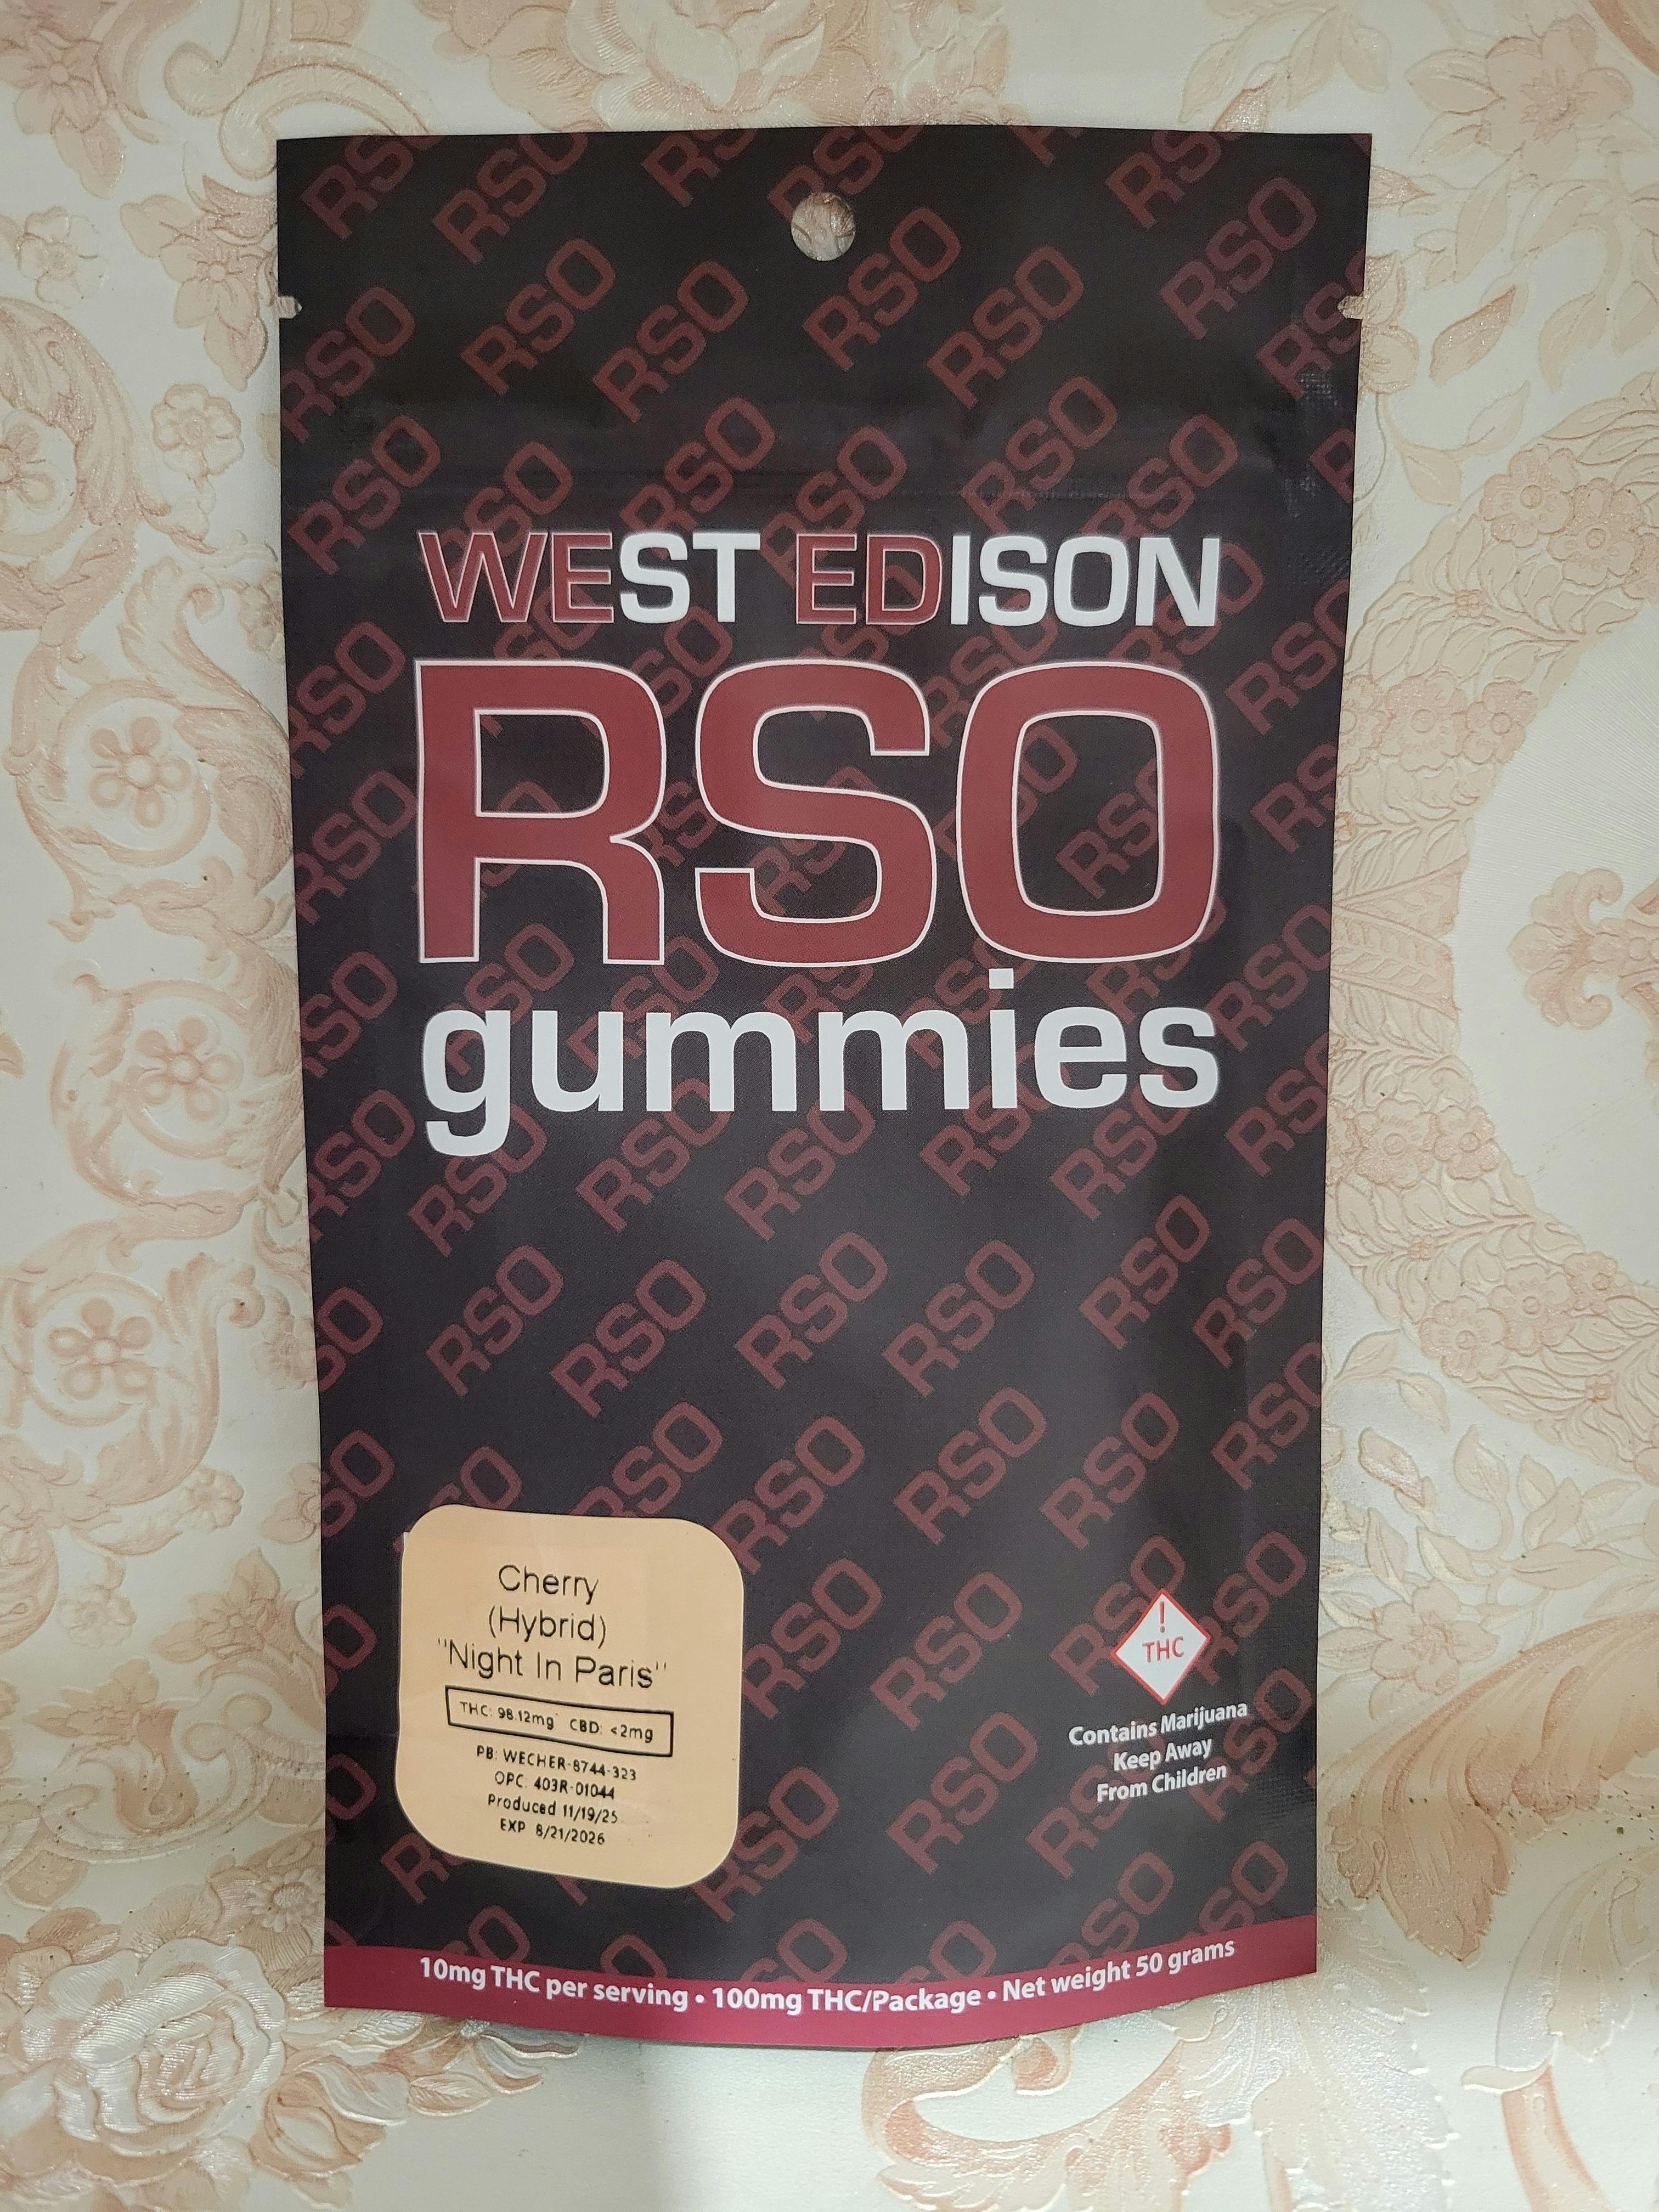 WEST EDISON
RSO
gummies
Cherry
(Hybrid)
"Night In Paris"
THC: 98.12mg CBD: <2mg
PB: WECHER-8744-323
OPC: 403R-01044
Produced 11/19/25
EXP 8/21/2026
!
THC
Contains Marijuana
Keep Away
From Children
10mg THC per serving • 100mg THC/Package • Net weight 50 grams